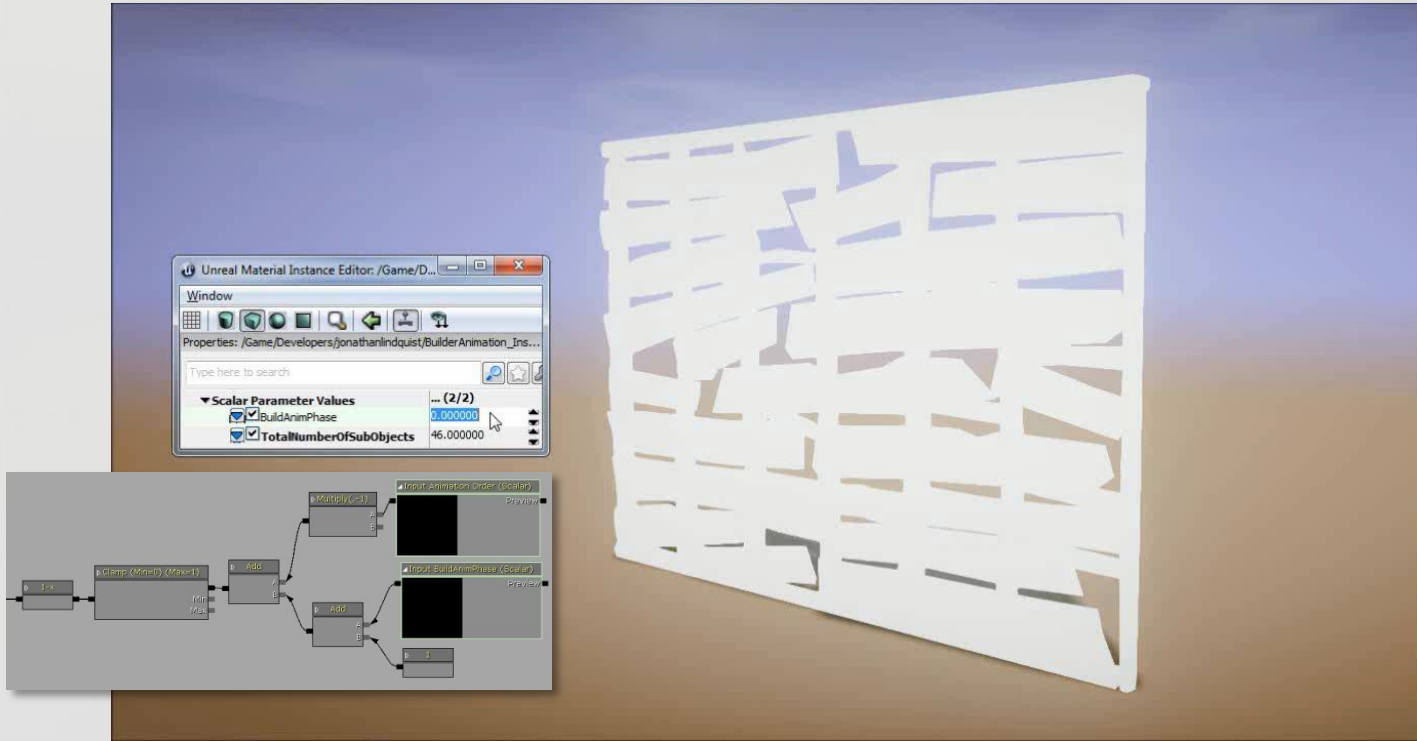 Unreal Material Instance Editor: /Game/D...
Window
Properties: /Game/Developers/jonathanlindquist/BuilderAnimation_Ins...
Type here to search
Scalar Parameter Values ... (2/2)
BuildAnimPhase 0.000000
TotalNumberOfSubObjects 46.000000
Input Animation Order (Scalar)
Preview
Multiply(,-1)
A
B
Input BuildAnimPhase (Scalar)
Preview
Add
A
B
Clamp (Min=0) (Max=1)
Min
Max
1-x
Add
A
B
1